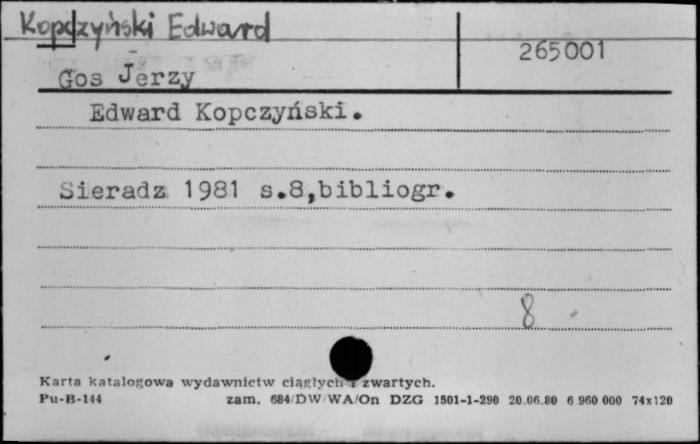 Kopczyński Edward
265001
Gos Jerzy
Edward Kopczyński.
Sieradz 1981 s.8,bibliogr.
8
Karta katalogowa wydawnictw ciągłych i zwartych.
Pu-B-144 zam. 684/DW/WA/On DZG 1501-1-290 20.06.80 6 960 000 74x120